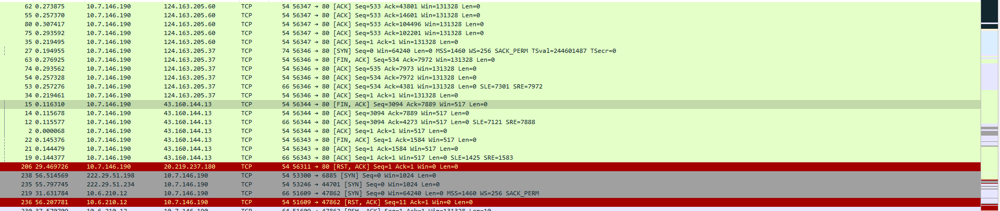 62 0.273875 10.7.146.190 124.163.205.60 TCP 54 56347 → 80 [ACK] Seq=533 Ack=43801 Win=131328 Len=0
55 0.257370 10.7.146.190 124.163.205.60 TCP 54 56347 → 80 [ACK] Seq=533 Ack=14601 Win=131328 Len=0
80 0.307417 10.7.146.190 124.163.205.60 TCP 54 56347 → 80 [ACK] Seq=533 Ack=104496 Win=131328 Len=0
75 0.293592 10.7.146.190 124.163.205.60 TCP 54 56347 → 80 [ACK] Seq=533 Ack=102201 Win=131328 Len=0
35 0.219495 10.7.146.190 124.163.205.60 TCP 54 56347 → 80 [ACK] Seq=1 Ack=1 Win=131328 Len=0
27 0.194955 10.7.146.190 124.163.205.37 TCP 74 56346 → 80 [SYN] Seq=0 Win=64240 Len=0 MSS=1460 WS=256 SACK_PERM TSval=244601487 TSecr=0
63 0.276925 10.7.146.190 124.163.205.37 TCP 54 56346 → 80 [FIN, ACK] Seq=534 Ack=7972 Win=131328 Len=0
74 0.293562 10.7.146.190 124.163.205.37 TCP 54 56346 → 80 [ACK] Seq=535 Ack=7973 Win=131328 Len=0
54 0.257328 10.7.146.190 124.163.205.37 TCP 54 56346 → 80 [ACK] Seq=534 Ack=7972 Win=131328 Len=0
53 0.257276 10.7.146.190 124.163.205.37 TCP 66 56346 → 80 [ACK] Seq=534 Ack=4381 Win=131328 Len=0 SLE=7301 SRE=7972
34 0.219461 10.7.146.190 124.163.205.37 TCP 54 56346 → 80 [ACK] Seq=1 Ack=1 Win=131328 Len=0
15 0.116310 10.7.146.190 43.160.144.13 TCP 54 56344 → 80 [FIN, ACK] Seq=3094 Ack=7889 Win=517 Len=0
14 0.115678 10.7.146.190 43.160.144.13 TCP 54 56344 → 80 [ACK] Seq=3094 Ack=7889 Win=517 Len=0
12 0.115577 10.7.146.190 43.160.144.13 TCP 66 56344 → 80 [ACK] Seq=3094 Ack=4273 Win=517 Len=0 SLE=7121 SRE=7888
2 0.000068 10.7.146.190 43.160.144.13 TCP 54 56344 → 80 [ACK] Seq=1 Ack=1 Win=517 Len=0
22 0.145376 10.7.146.190 43.160.144.13 TCP 54 56343 → 80 [FIN, ACK] Seq=1 Ack=1584 Win=517 Len=0
21 0.144479 10.7.146.190 43.160.144.13 TCP 54 56343 → 80 [ACK] Seq=1 Ack=1584 Win=517 Len=0
19 0.144377 10.7.146.190 43.160.144.13 TCP 66 56343 → 80 [ACK] Seq=1 Ack=1 Win=517 Len=0 SLE=1425 SRE=1583
206 29.469726 10.7.146.190 20.219.237.180 TCP 54 56311 → 80 [RST, ACK] Seq=1 Ack=1 Win=0 Len=0
238 56.514569 222.29.51.198 10.7.146.190 TCP 54 53300 → 6885 [SYN] Seq=0 Win=1024 Len=0
235 55.797745 222.29.51.234 10.7.146.190 TCP 54 53246 → 44701 [SYN] Seq=0 Win=1024 Len=0
219 31.631784 10.6.210.12 10.7.146.190 TCP 66 51609 → 47862 [SYN] Seq=0 Win=64240 Len=0 MSS=1460 WS=256 SACK_PERM
236 56.207781 10.6.210.12 10.7.146.190 TCP 54 51609 → 47862 [RST, ACK] Seq=11 Ack=1 Win=0 Len=0
10.6.210.12 10.7.146.190 TCP 64 51609 → 47862 [PSH, ACK] Seq=1 Ack=1 Win=131328 Len=10